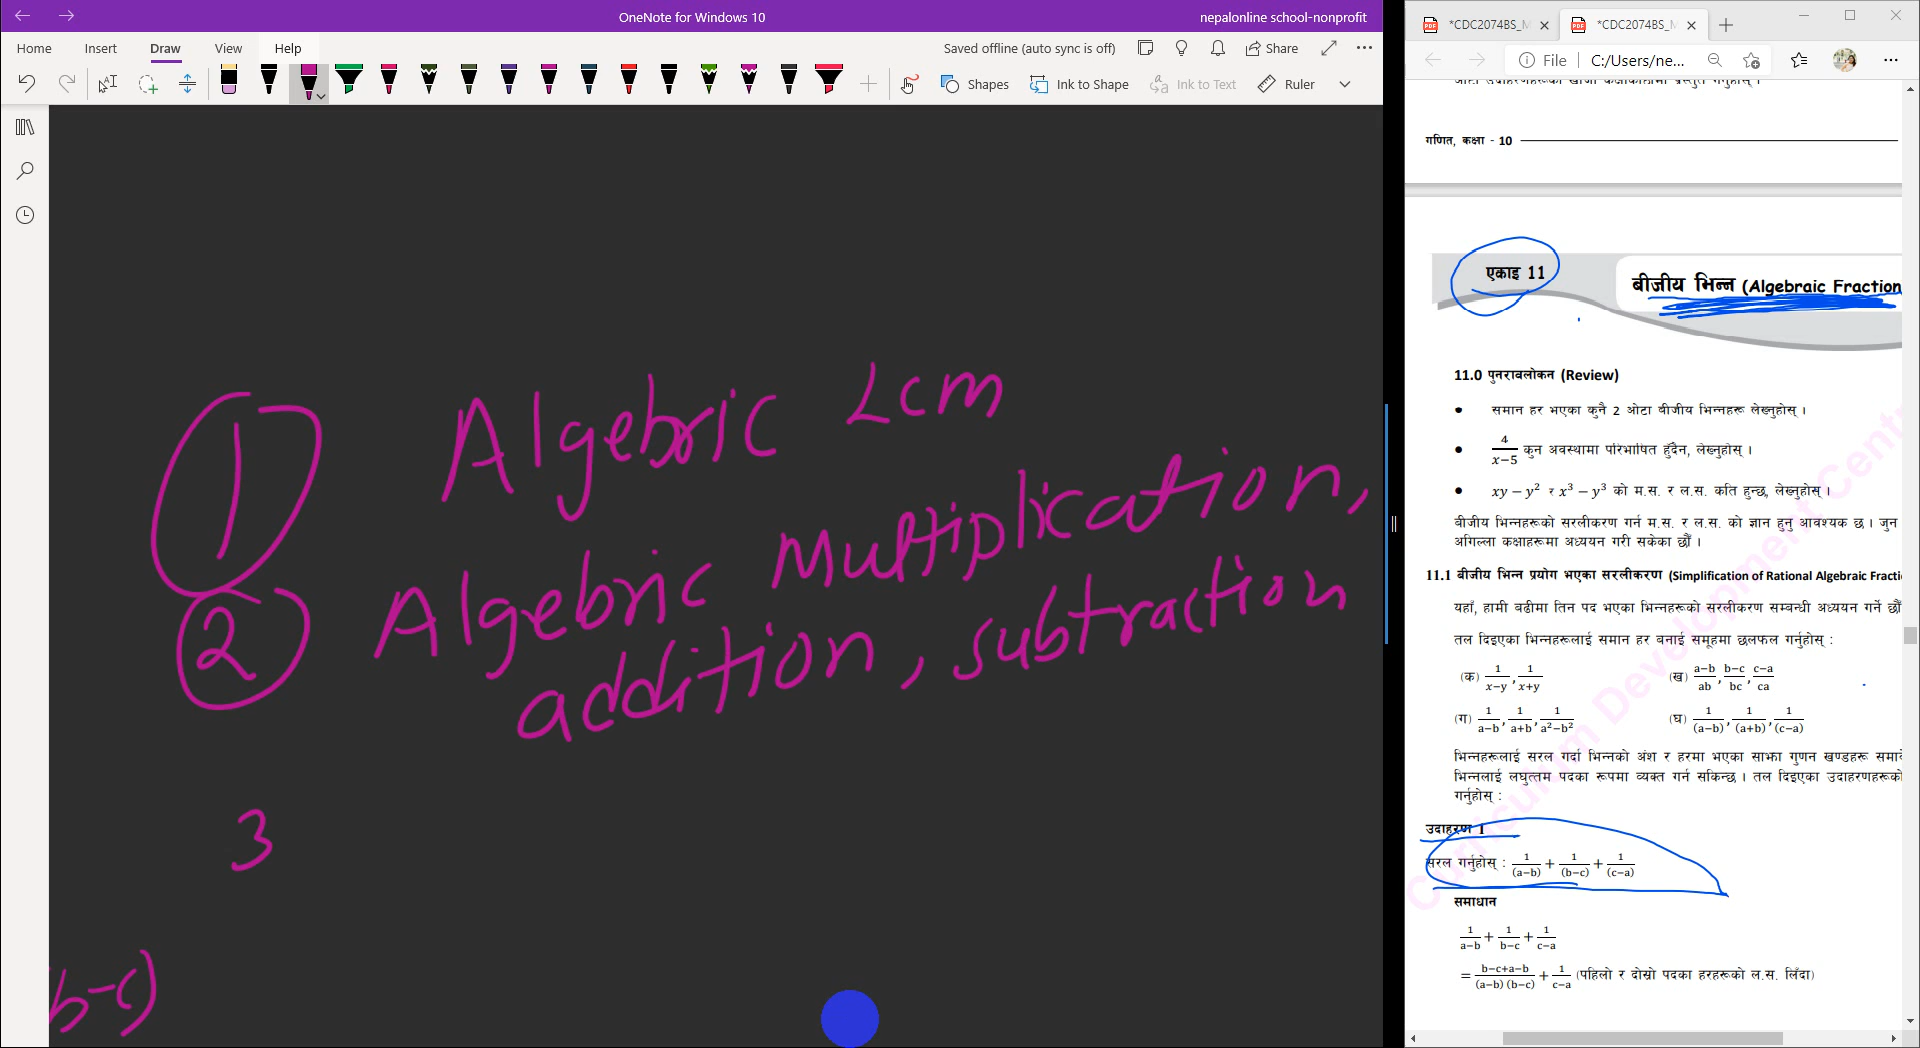 OneNote for Windows 10
nepalonline school-nonprofit
Home Insert Draw View Help
Saved offline (auto sync is off) Share
Shapes Ink to Shape Ink to Text Ruler
1 Algebric Lcm
2 Algebric Multiplication,
addition, subtraction
3
b-c)
*CDC2074BS_M *CDC2074BS_M
File C:/Users/ne...
गणित, कक्षा - 10
एकाइ 11
बीजीय भिन्न (Algebraic Fraction
11.0 पुनरावलोकन (Review)
• समान हर भएका कुनै 2 ओटा बीजीय भिन्नहरू लेख्नुहोस् ।
• 4/(x−5) कुन अवस्थामा परिभाषित हुँदैन, लेख्नुहोस् ।
• xy − y² र x³ − y³ को म.स. र ल.स. कति हुन्छ, लेख्नुहोस् ।
बीजीय भिन्नहरूको सरलीकरण गर्न म.स. र ल.स. को ज्ञान हुनु आवश्यक छ । जुन
अगिल्ला कक्षाहरूमा अध्ययन गरी सकेका छौँ ।
11.1 बीजीय भिन्न प्रयोग भएका सरलीकरण (Simplification of Rational Algebraic Fracti
यहाँ, हामी बढीमा तिन पद भएका भिन्नहरूको सरलीकरण सम्बन्धी अध्ययन गर्ने छौँ
तल दिइएका भिन्नहरूलाई समान हर बनाई समूहमा छलफल गर्नुहोस् :
(क) 1/(x−y), 1/(x+y) (ख) (a−b)/ab, (b−c)/bc, (c−a)/ca
(ग) 1/(a−b), 1/(a+b), 1/(a²−b²) (घ) 1/(a−b), 1/(a+b), 1/(c−a)
भिन्नहरूलाई सरल गर्दा भिन्नको अंश र हरमा भएका साझा गुणन खण्डहरू
भिन्नलाई लघुत्तम पदका रूपमा व्यक्त गर्न सकिन्छ । तल दिइएका उदाहरणहरूको
गर्नुहोस् :
उदाहरण 1
सरल गर्नुहोस् : 1/(a−b) + 1/(b−c) + 1/(c−a)
समाधान
1/(a−b) + 1/(b−c) + 1/(c−a)
= (b−c+a−b)/((a−b)(b−c)) + 1/(c−a) (पहिलो र दोस्रो पदका हरहरूको ल.स. लिँदा)
Curriculum Development Centr